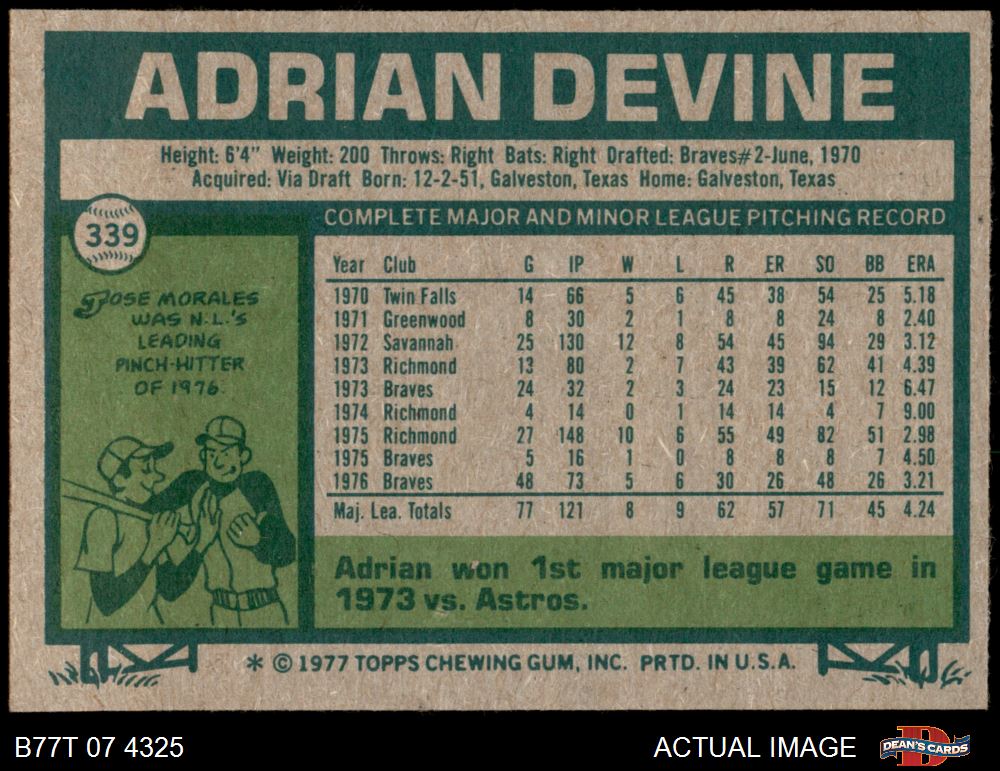 ADRIAN DEVINE
Height: 6'4" Weight: 200 Throws: Right Bats: Right Drafted: Braves#2-June, 1970
Acquired: Via Draft Born: 12-2-51, Galveston, Texas Home: Galveston, Texas
339
JOSE MORALES
WAS N.L.'S
LEADING
PINCH-HITTER
OF 1976.
COMPLETE MAJOR AND MINOR LEAGUE PITCHING RECORD
Year Club G IP W L R ER SO BB ERA
1970 Twin Falls 14 66 5 6 45 38 54 25 5.18
1971 Greenwood 8 30 2 1 8 8 24 8 2.40
1972 Savannah 25 130 12 8 54 45 94 29 3.12
1973 Richmond 13 80 2 7 43 39 62 41 4.39
1973 Braves 24 32 2 3 24 23 15 12 6.47
1974 Richmond 4 14 0 1 14 14 4 7 9.00
1975 Richmond 27 148 10 6 55 49 82 51 2.98
1975 Braves 5 16 1 0 8 8 8 7 4.50
1976 Braves 48 73 5 6 30 26 48 26 3.21
Maj. Lea. Totals 77 121 8 9 62 57 71 45 4.24
Adrian won 1st major league game in
1973 vs. Astros.
* © 1977 TOPPS CHEWING GUM, INC. PRTD. IN U.S.A.
B77T 07 4325 ACTUAL IMAGE DEAN'S CARDS